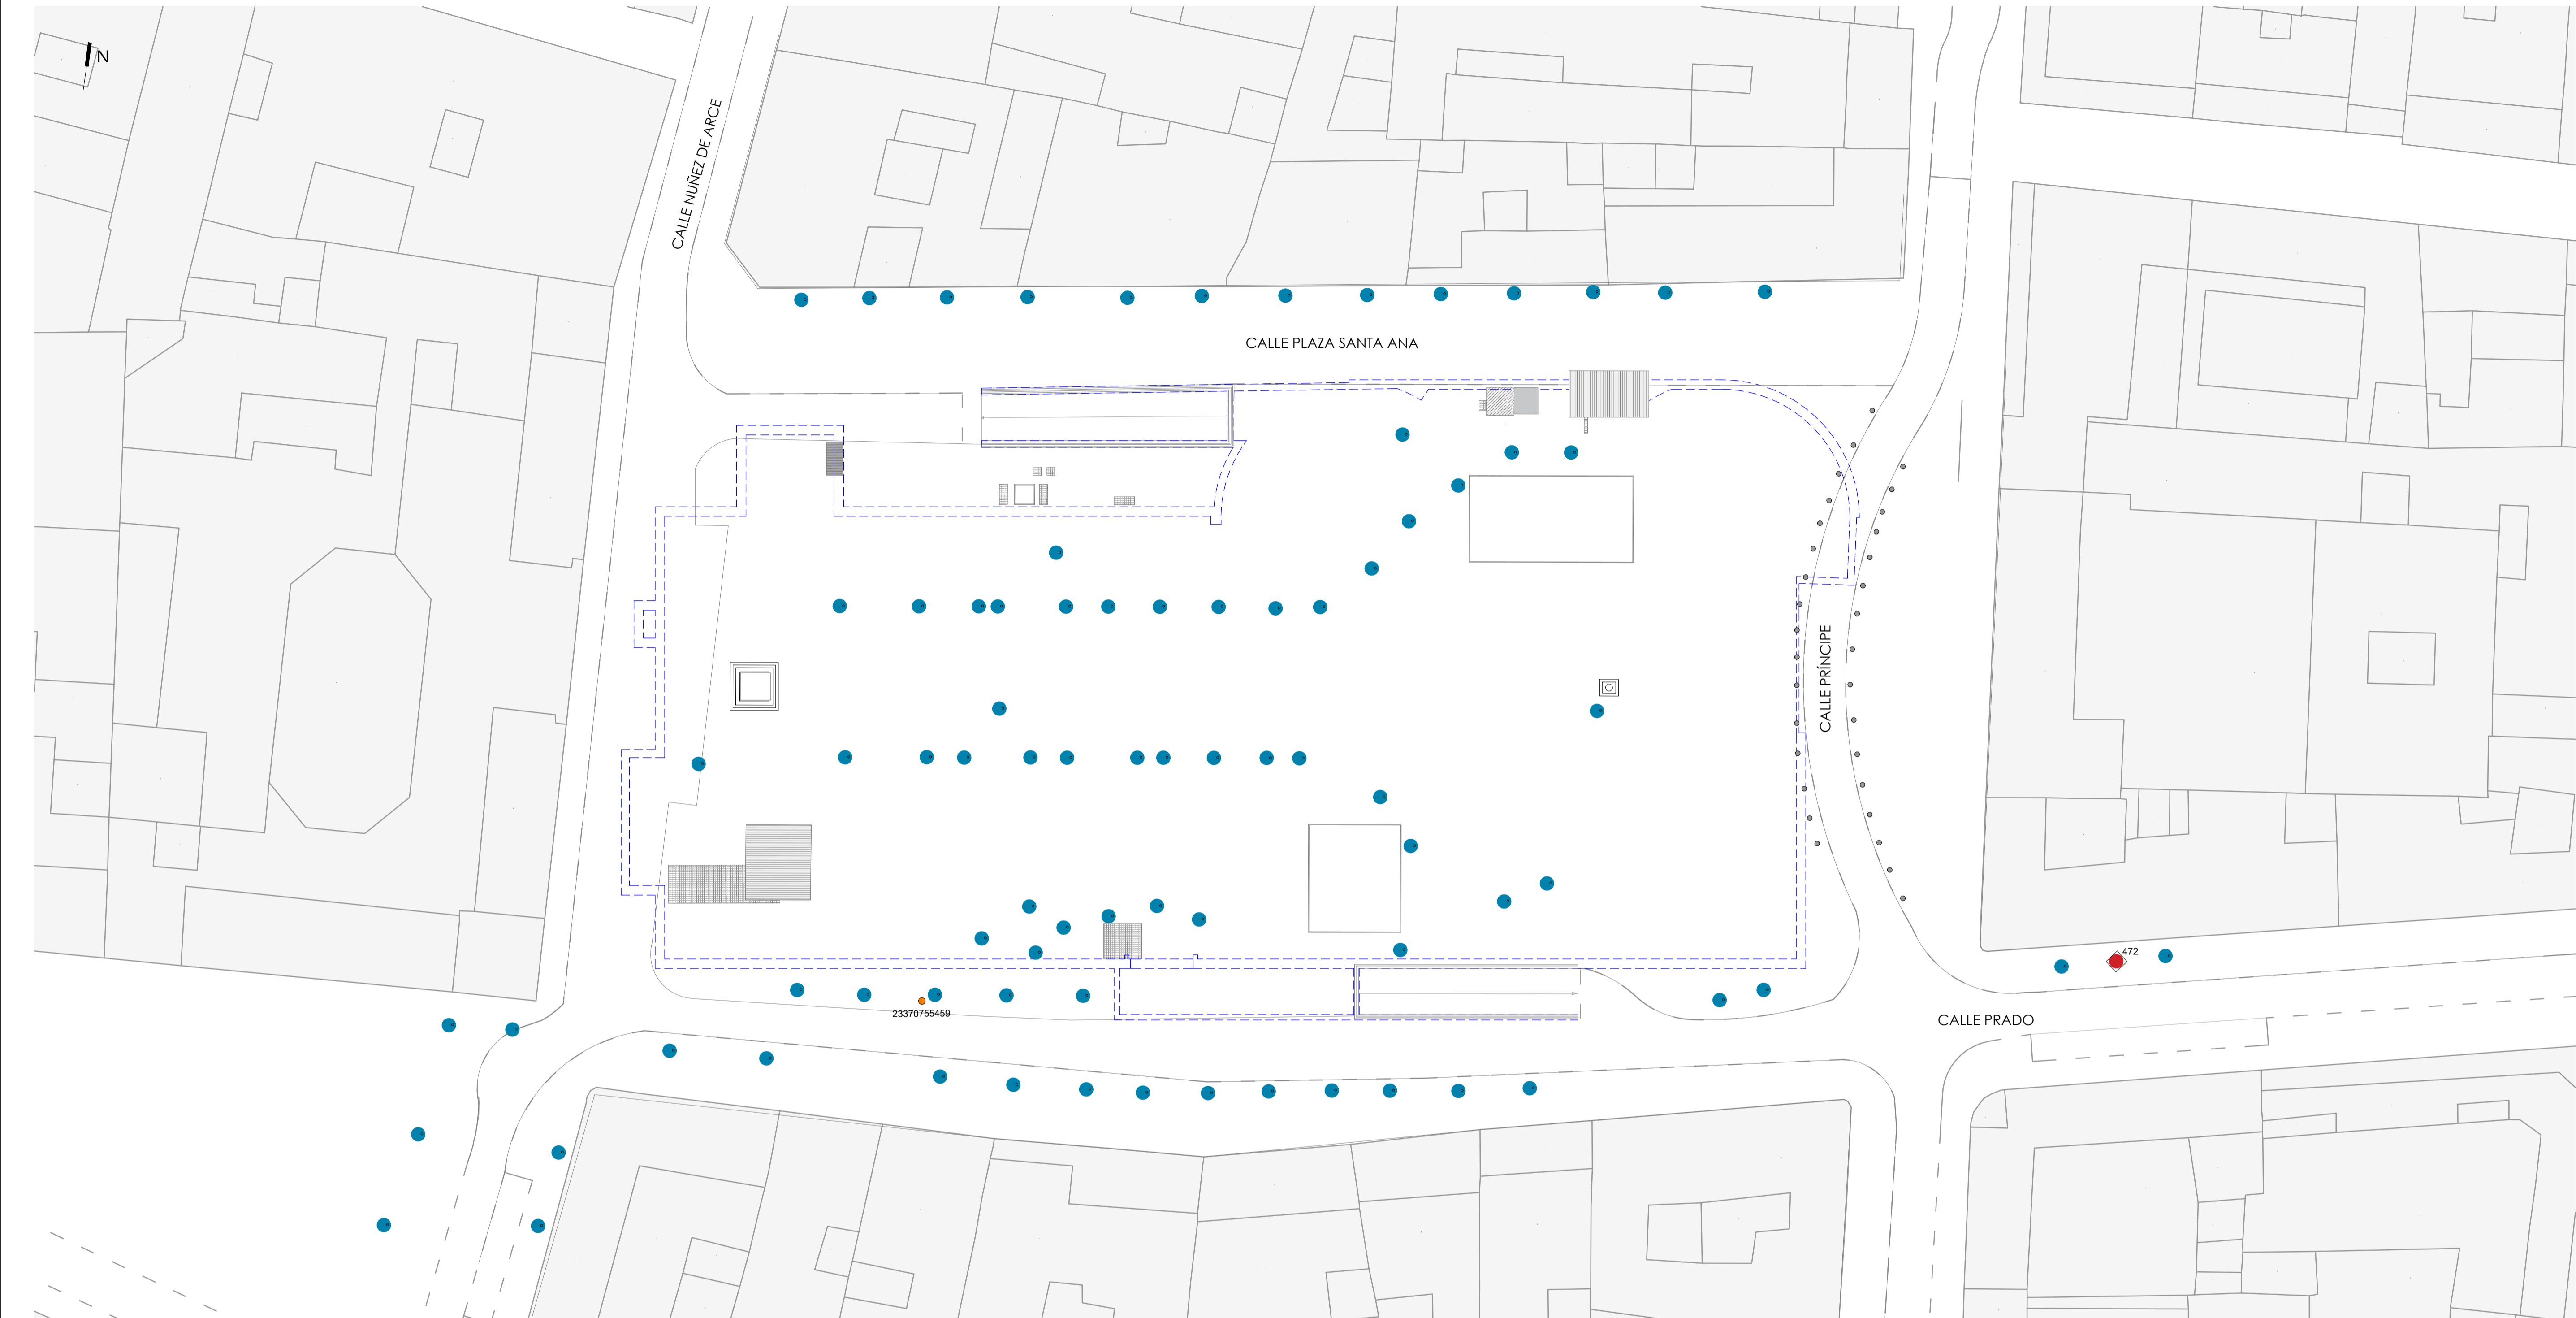 N
CALLE NUÑEZ DE ARCE
CALLE PLAZA SANTA ANA
CALLE PRÍNCIPE
472
23370755459
CALLE PRADO